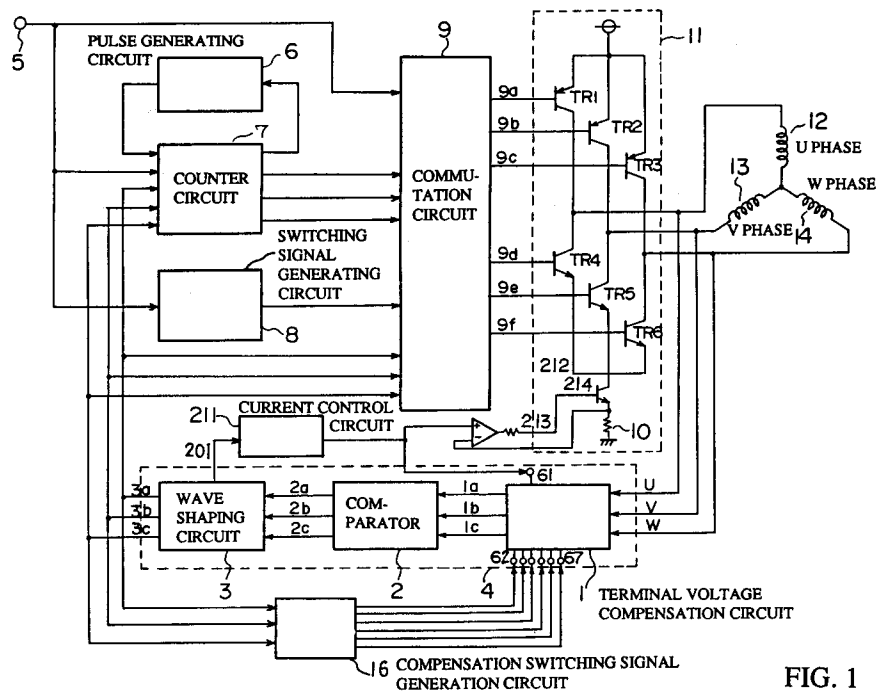 5
PULSE GENERATING
CIRCUIT
6
9
11
7
COUNTER
CIRCUIT
COMMU-
TATION
CIRCUIT
9a
9b
9c
9d
9e
9f
TR1
TR2
TR3
TR4
TR5
TR6
12
U PHASE
13
V PHASE
W PHASE
14
SWITCHING
SIGNAL
GENERATING
CIRCUIT
8
212
214
213
10
211
CURRENT CONTROL
CIRCUIT
201
61
3a
3b
3c
WAVE
SHAPING
CIRCUIT
3
2a
2b
2c
COM-
PARATOR
2
1a
1b
1c
U
V
W
62
67
4
1
TERMINAL VOLTAGE
COMPENSATION CIRCUIT
16
COMPENSATION SWITCHING SIGNAL
GENERATION CIRCUIT
FIG. 1